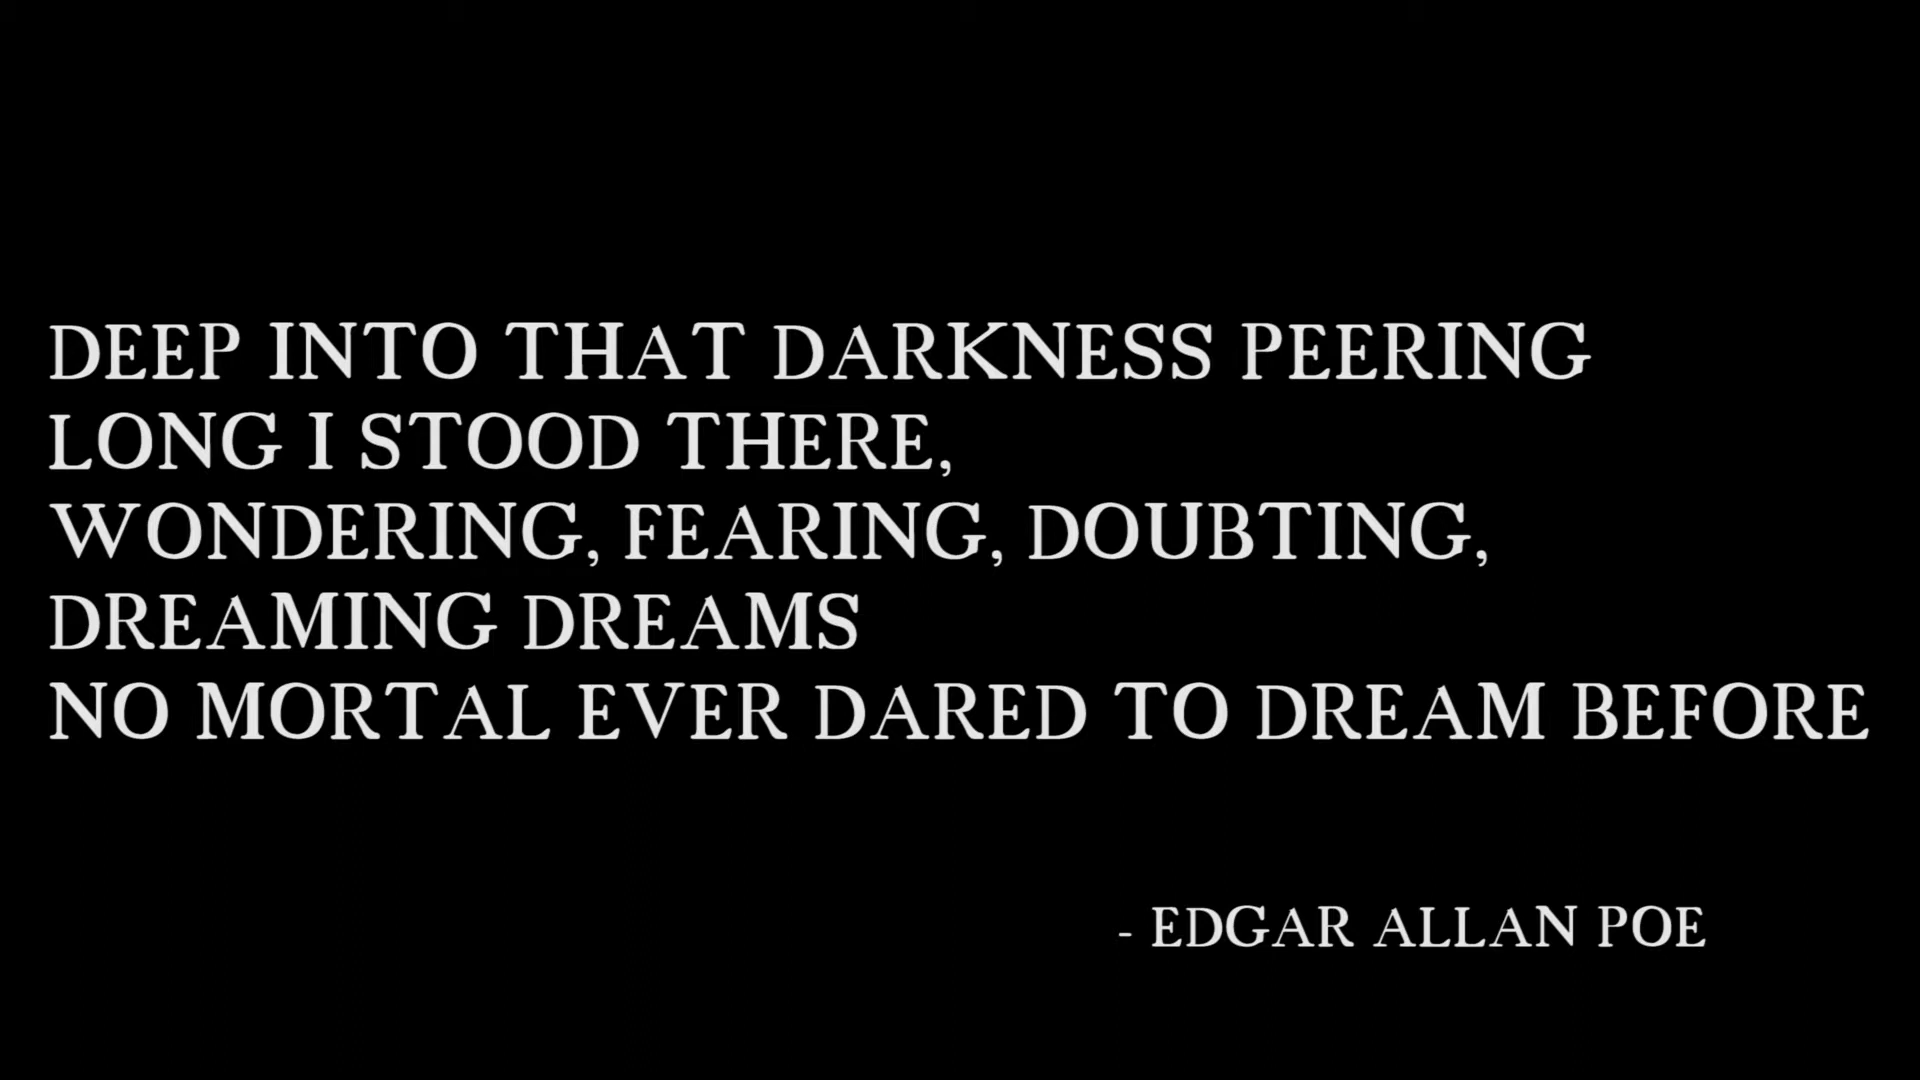 DEEP INTO THAT DARKNESS PEERING
LONG I STOOD THERE,
WONDERING, FEARING, DOUBTING,
DREAMING DREAMS
NO MORTAL EVER DARED TO DREAM BEFORE
- EDGAR ALLAN POE